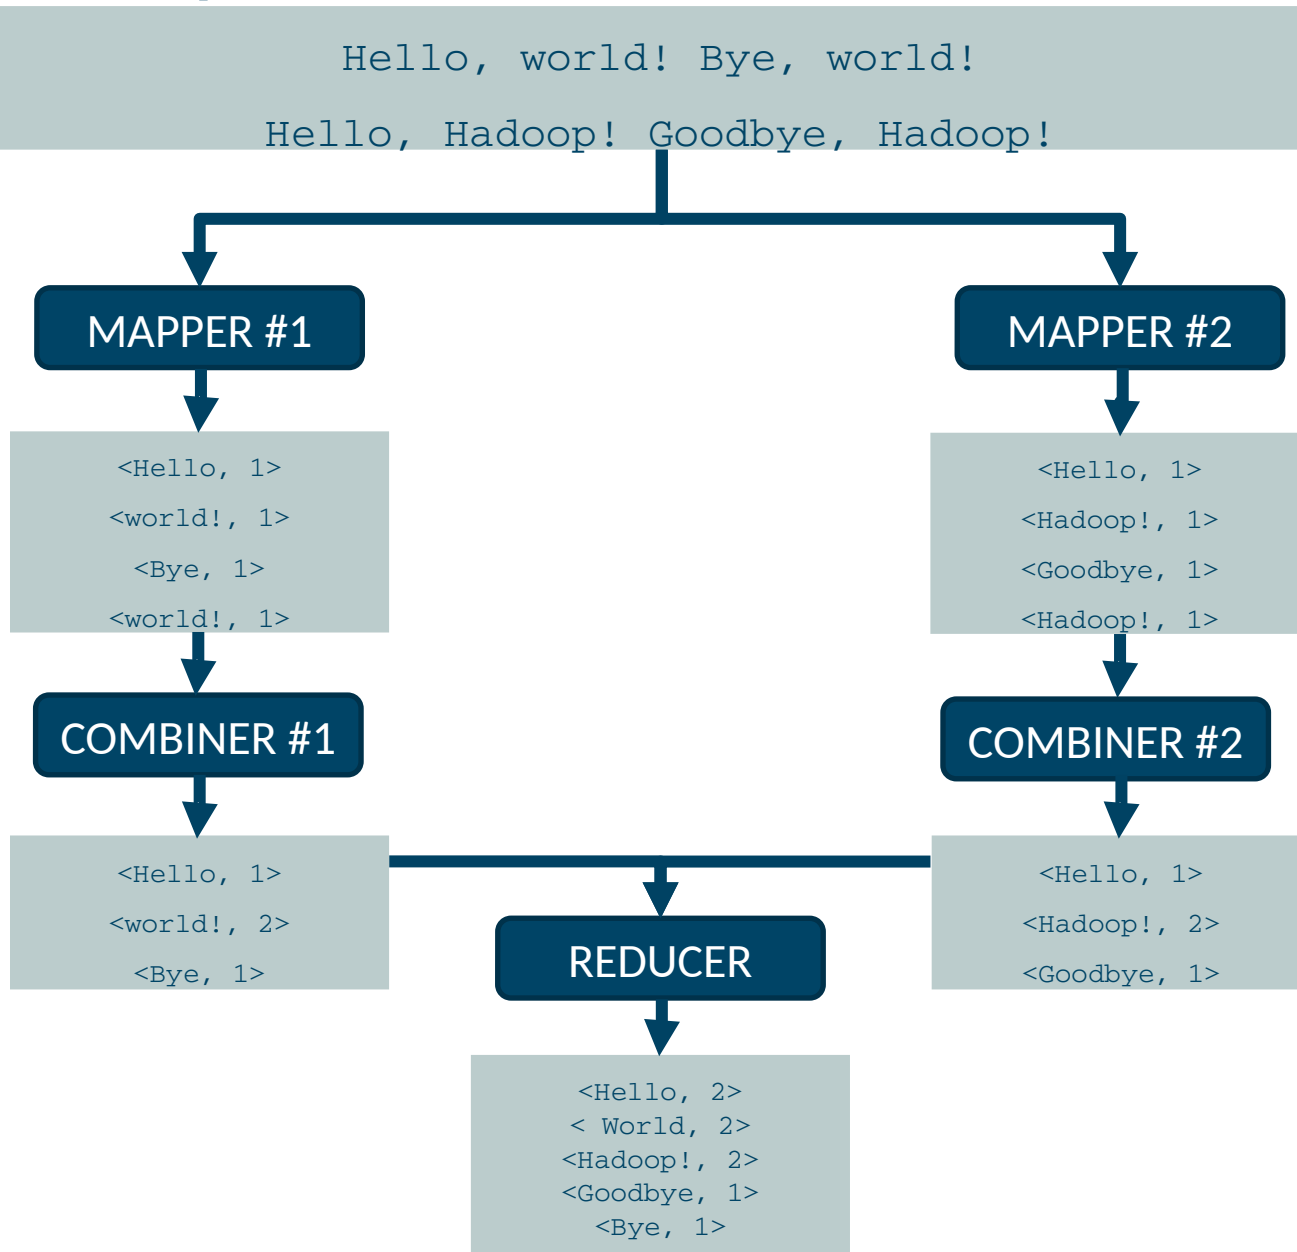 Hello, world! Bye, world!
Hello, Hadoop! Goodbye, Hadoop!
MAPPER #1
MAPPER #2
<Hello, 1>
<world!, 1>
<Bye, 1>
<world!, 1>
<Hello, 1>
<Hadoop!, 1>
<Goodbye, 1>
<Hadoop!, 1>
COMBINER #1
COMBINER #2
<Hello, 1>
<world!, 2>
<Bye, 1>
<Hello, 1>
<Hadoop!, 2>
<Goodbye, 1>
REDUCER
<Hello, 2>
< World, 2>
<Hadoop!, 2>
<Goodbye, 1>
<Bye, 1>